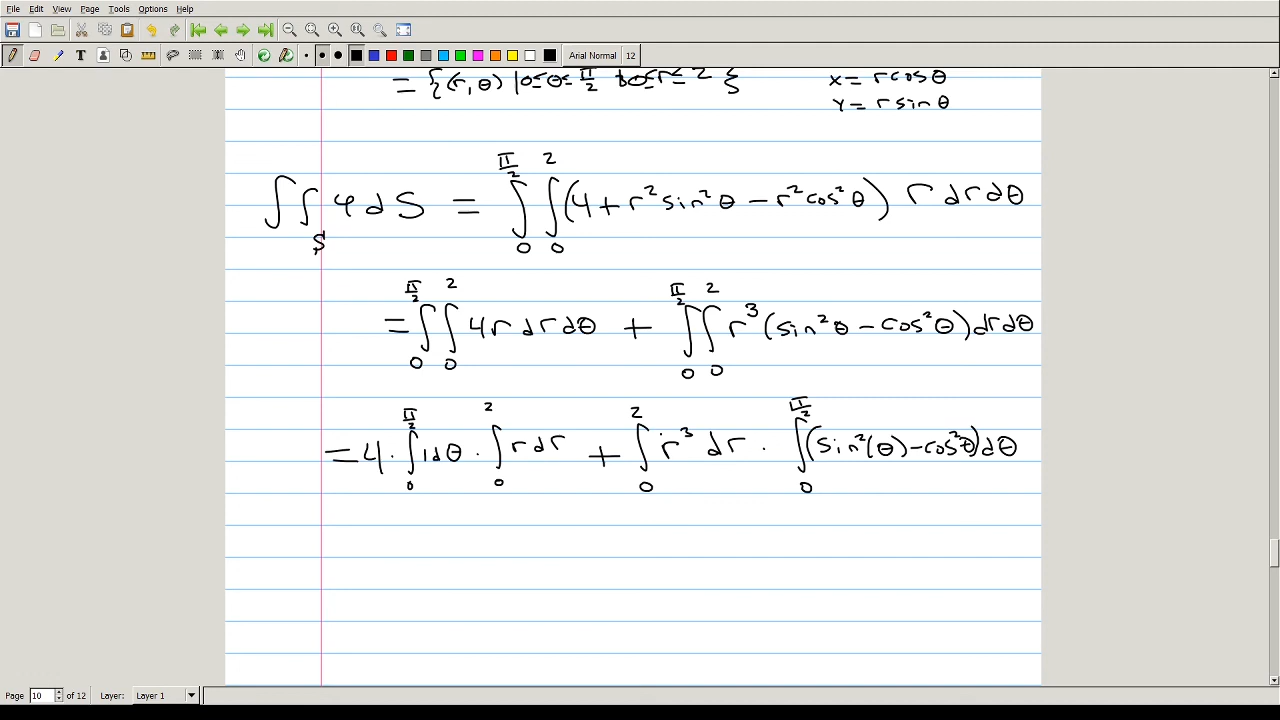 File Edit View Page Tools Options Help
Arial Normal 12
= {(r, θ) | 0≤θ≤ π/2 0≤r≤2 }
x = r cos θ
y = r sin θ
∫∫_S φ dS = ∫_0^{π/2} ∫_0^2 (4 + r² sin² θ − r² cos² θ) r dr dθ
= ∫_0^{π/2} ∫_0^2 4r dr dθ + ∫_0^{π/2} ∫_0^2 r³ (sin² θ − cos² θ) dr dθ
= 4 · ∫_0^{π/2} 1 dθ · ∫_0^2 r dr + ∫_0^2 r³ dr · ∫_0^{π/2} (sin²(θ) − cos² θ) dθ
Page 10 of 12 Layer: Layer 1